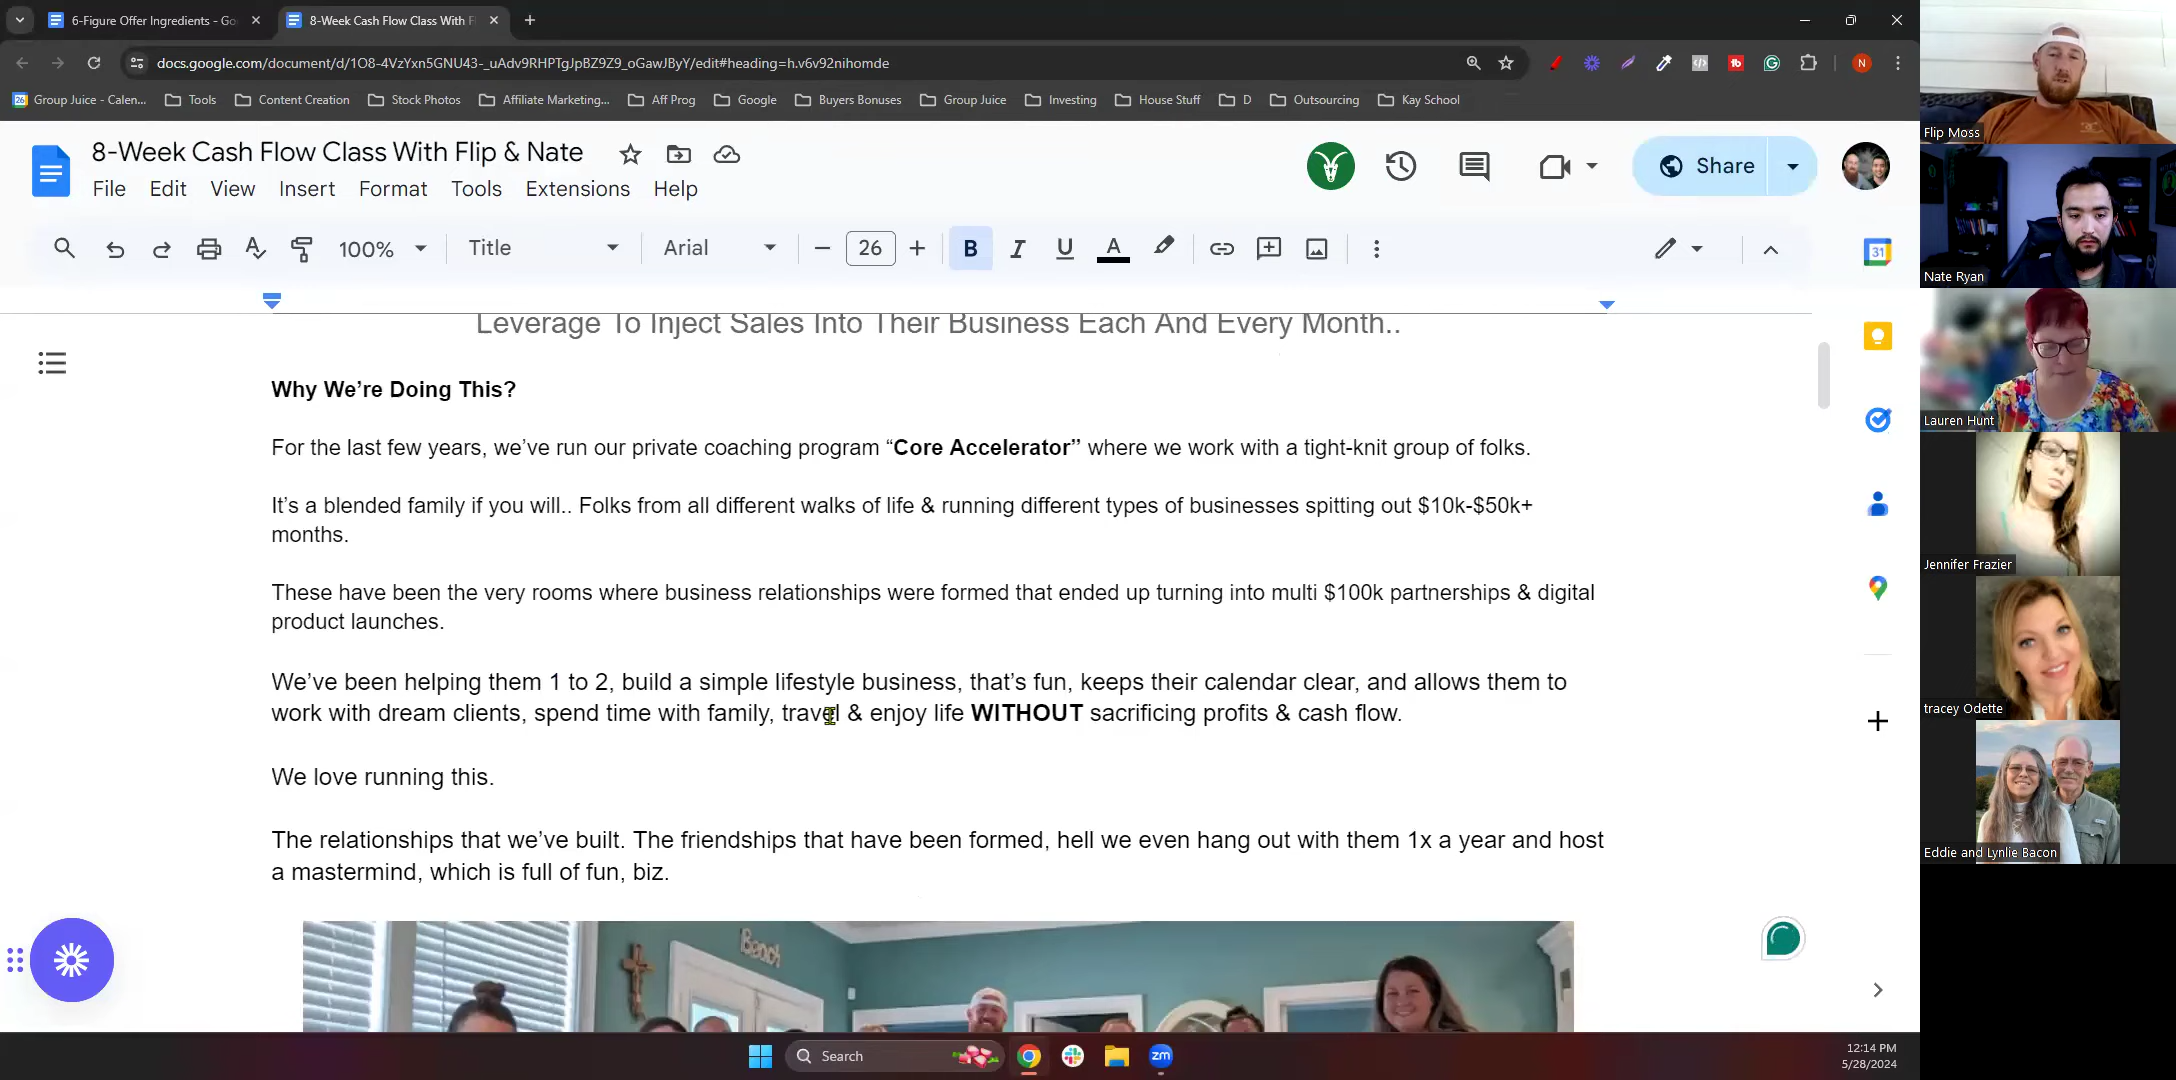 6-Figure Offer Ingredients - Go
8-Week Cash Flow Class With F
docs.google.com/document/d/1O8-4VzYxn5GNU43-_uAdv9RHPTgJpBZ9Z9_oGawJByY/edit#heading=h.v6v92nihomde
Group Juice - Calen...
Tools
Content Creation
Stock Photos
Affiliate Marketing...
Aff Prog
Google
Buyers Bonuses
Group Juice
Investing
House Stuff
D
Outsourcing
Kay School
8-Week Cash Flow Class With Flip & Nate
File Edit View Insert Format Tools Extensions Help
Share
100% Title Arial 26 B I U A
Leverage To Inject Sales Into Their Business Each And Every Month..
Why We’re Doing This?
For the last few years, we’ve run our private coaching program “Core Accelerator” where we work with a tight-knit group of folks.
It’s a blended family if you will.. Folks from all different walks of life & running different types of businesses spitting out $10k-$50k+
months.
These have been the very rooms where business relationships were formed that ended up turning into multi $100k partnerships & digital
product launches.
We’ve been helping them 1 to 2, build a simple lifestyle business, that’s fun, keeps their calendar clear, and allows them to
work with dream clients, spend time with family, travel & enjoy life WITHOUT sacrificing profits & cash flow.
We love running this.
The relationships that we’ve built. The friendships that have been formed, hell we even hang out with them 1x a year and host
a mastermind, which is full of fun, biz.
Beach
Search
zm
12:14 PM
5/28/2024
N
31
Flip Moss
Nate Ryan
Lauren Hunt
Jennifer Frazier
tracey Odette
Eddie and Lynlie Bacon